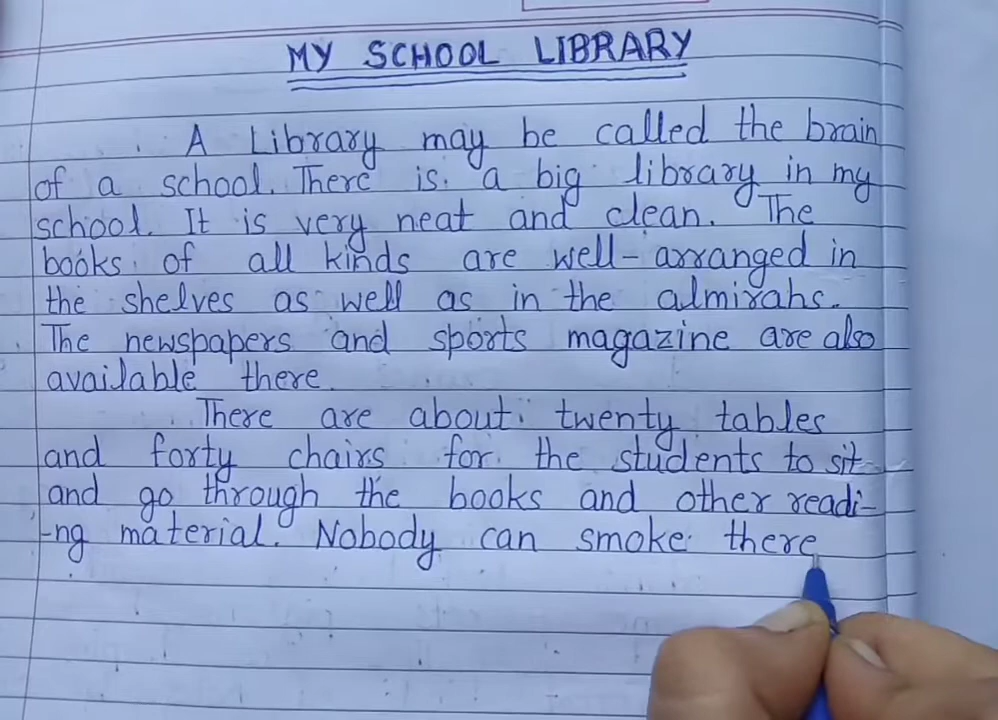 MY SCHOOL LIBRARY
A Library may be called the brain
of a school. There is a big library in my
school. It is very neat and clean. The
books of all kinds are well-arranged in
the shelves as well as in the almirahs.
The newspapers and sports magazine are also
available there.
There are about twenty tables
and forty chairs for the students to sit
and go through the books and other readi-
-ng material. Nobody can smoke there